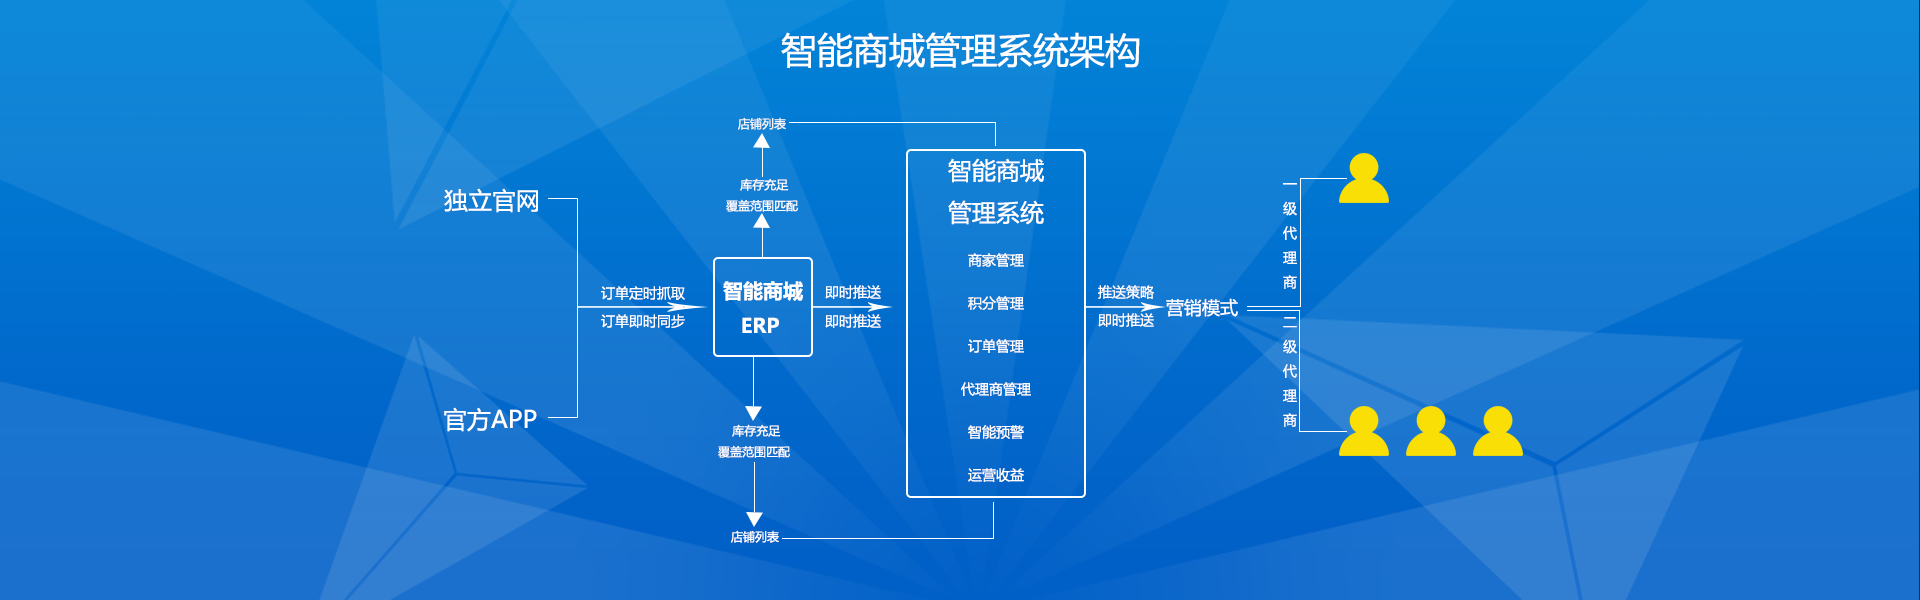 智能商城管理系统架构
独立官网
官方APP
订单定时抓取
订单即时同步
店铺列表
库存充足
覆盖范围匹配
智能商城
ERP
库存充足
覆盖范围匹配
店铺列表
即时推送
即时推送
智能商城
管理系统
商家管理
积分管理
订单管理
代理商管理
智能预警
运营收益
推送策略
即时推送
营销模式
一级代理商
二级代理商